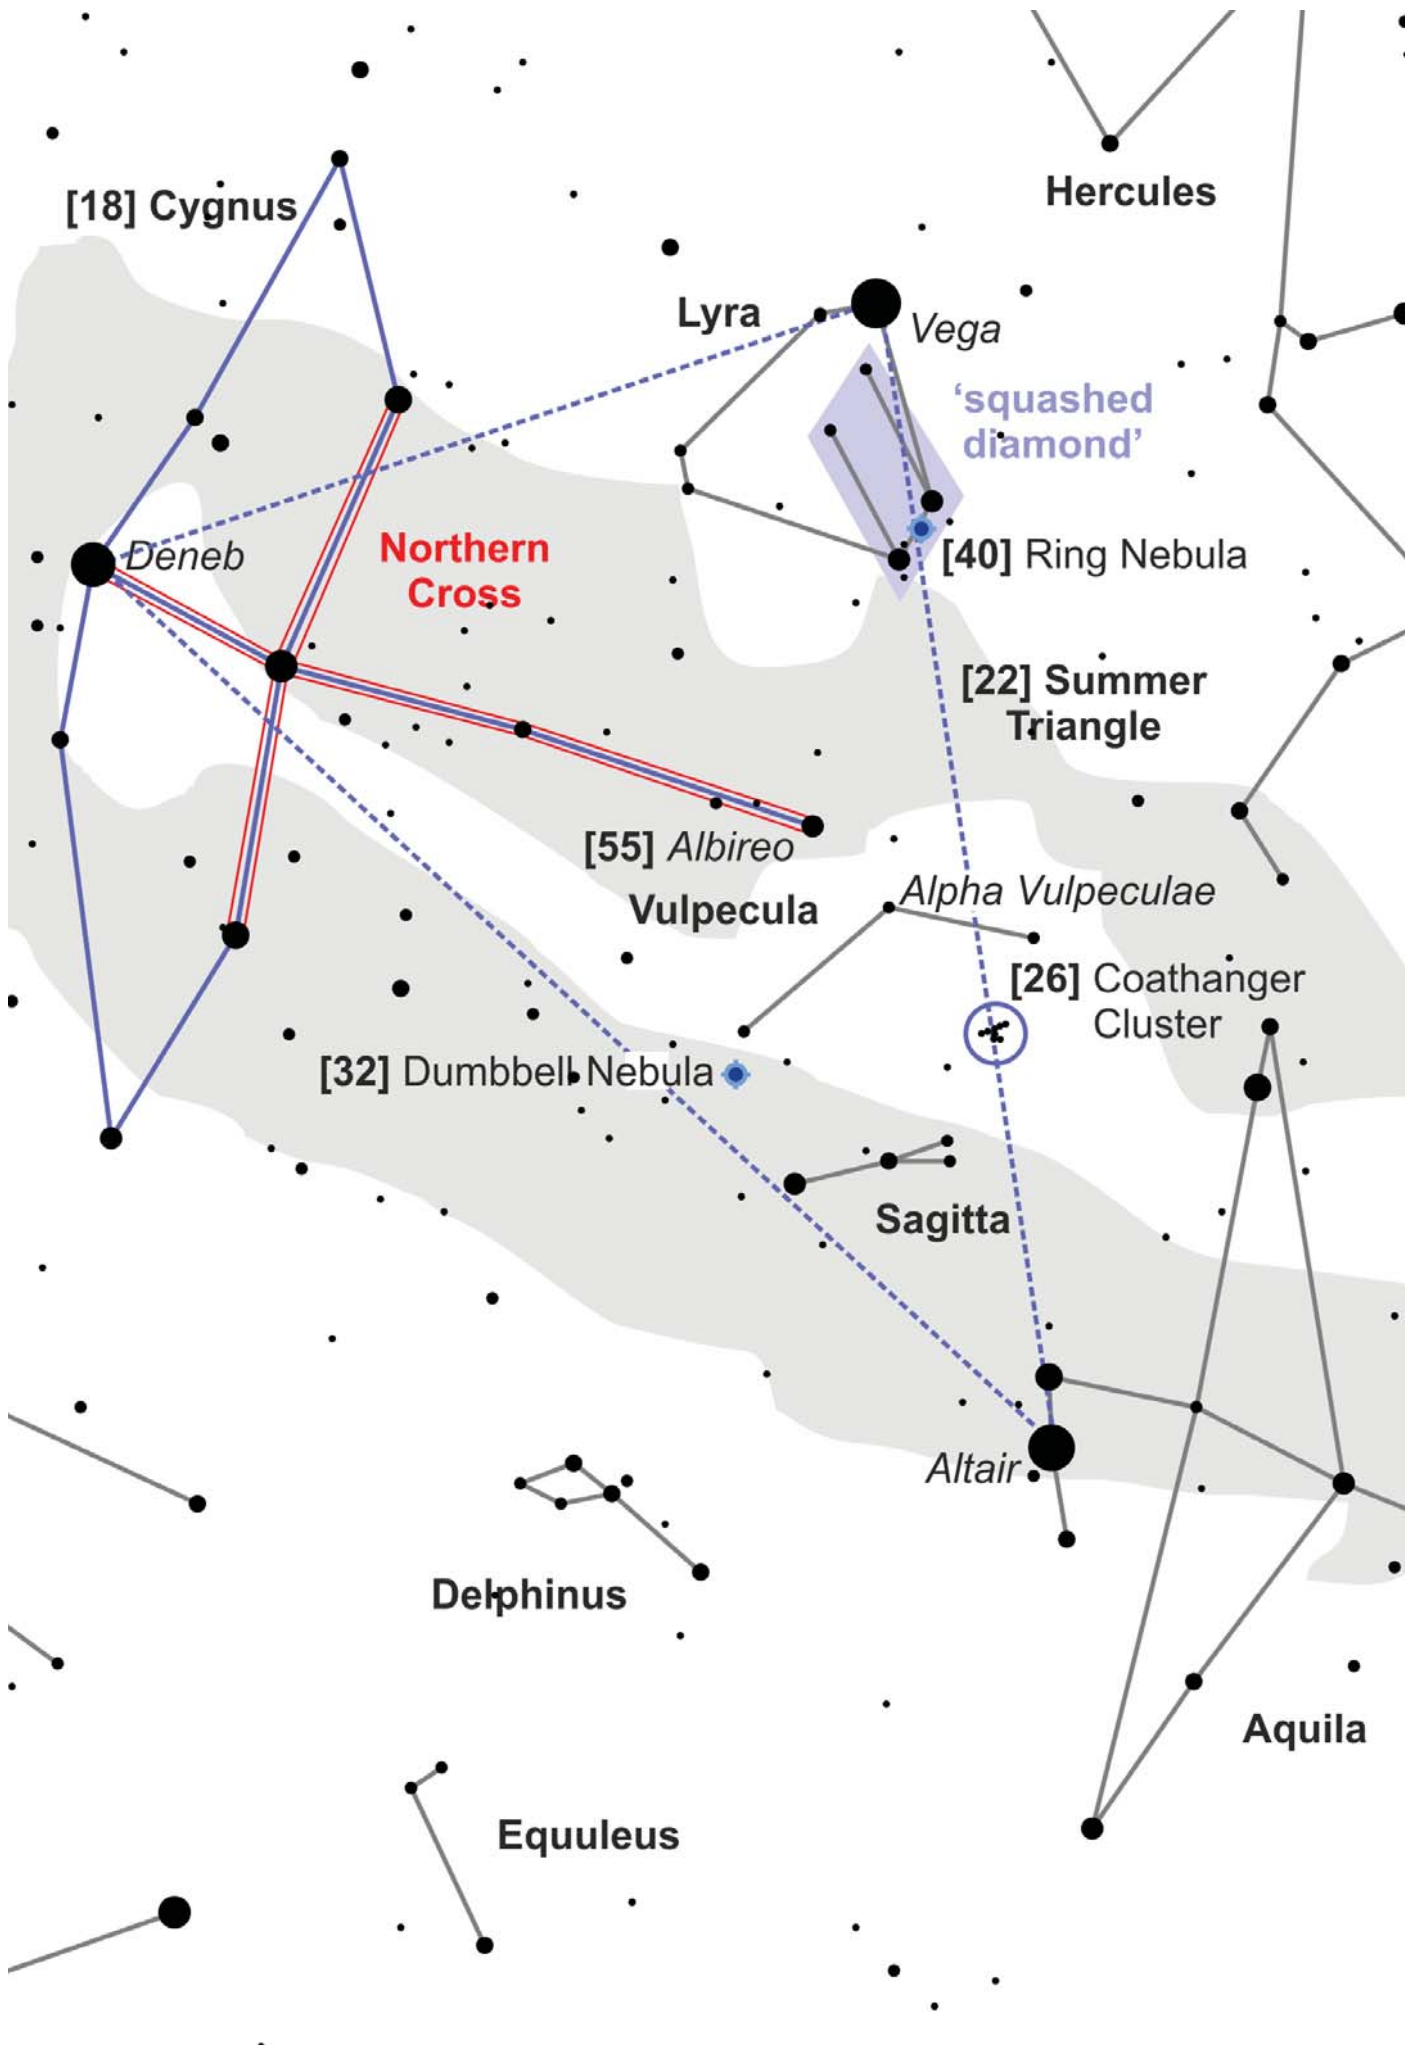 [18] Cygnus
Hercules
Lyra
Vega
'squashed
diamond'
Deneb
Northern
Cross
[40] Ring Nebula
[22] Summer
Triangle
[55] Albireo
Alpha Vulpeculae
Vulpecula
[26] Coathanger
Cluster
[32] Dumbbell Nebula
Sagitta
Altair
Delphinus
Aquila
Equuleus